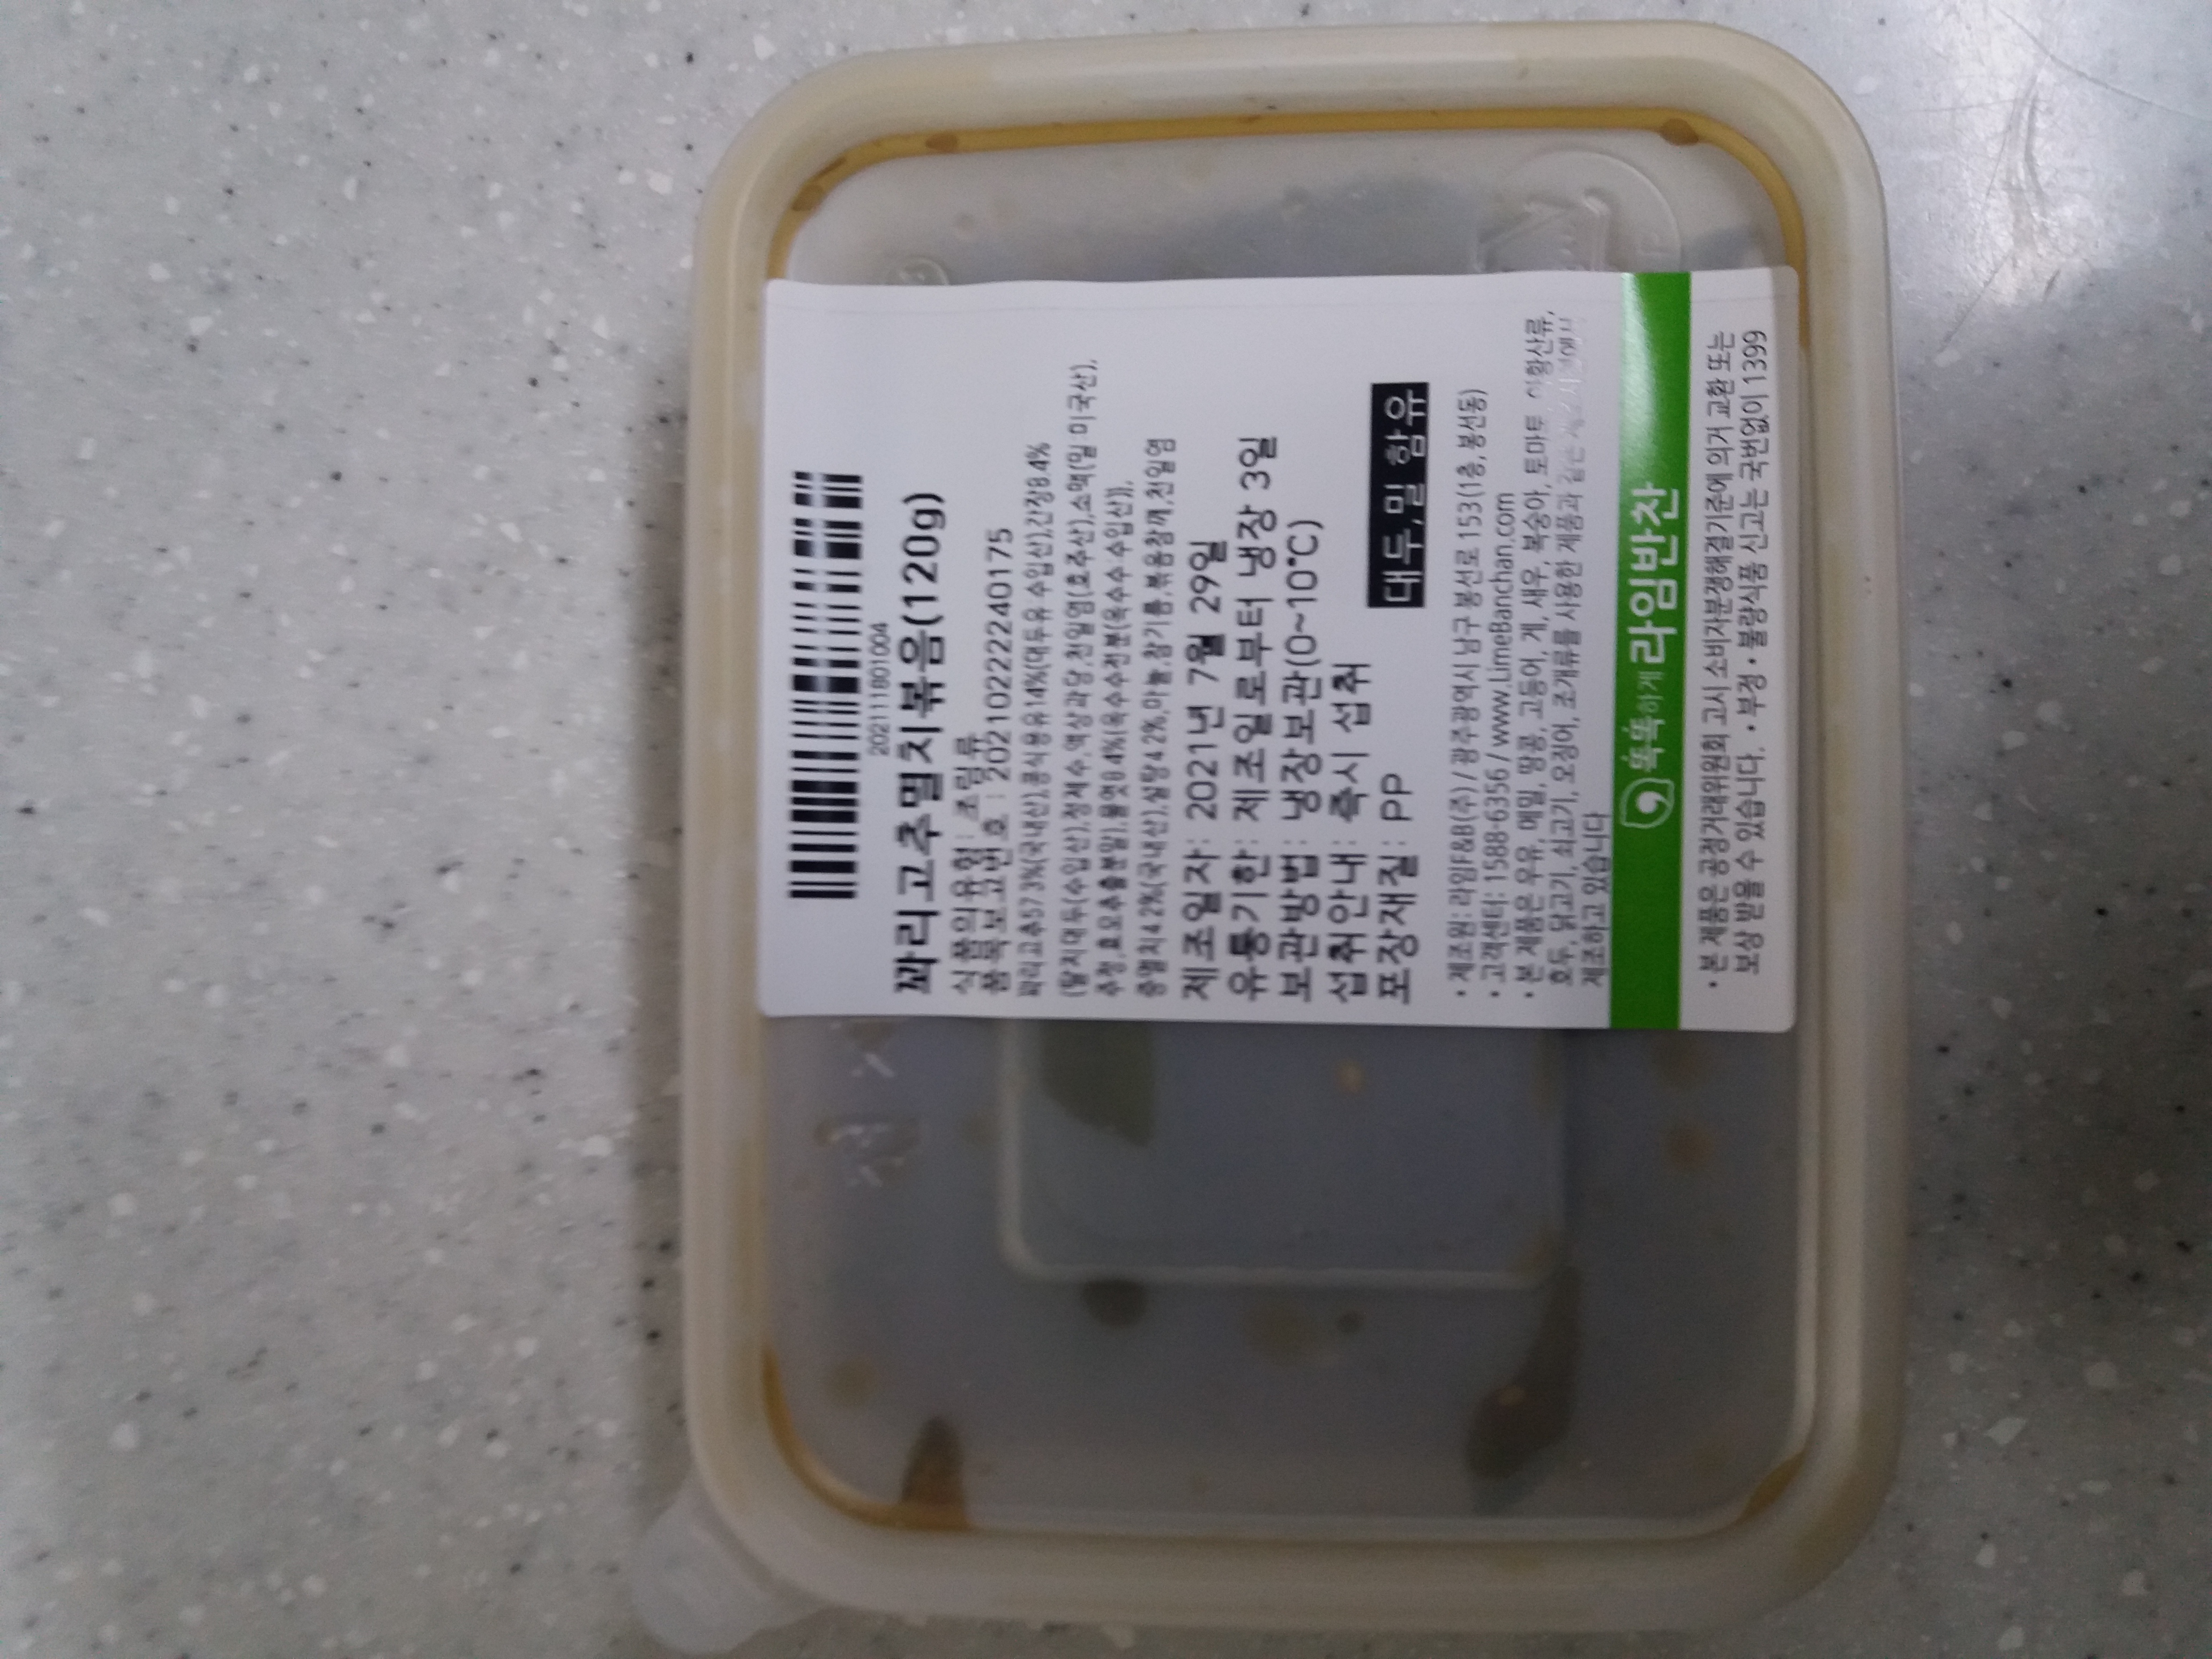 20211801004
꽈리고추멸치볶음(120g)
식품의유형 : 조림류
품목보고번호 : 2021022240175
꽈리고추57.3%(국내산),콩식용유14%(대두유:수입산),간장8.4%
(탈지대두(수입산),정제수,액상과당,천일염(호주산),소맥(밀:미국산),
주정,효모추출분말),물엿8.4%(옥수수전분(옥수수:수입산)),
중멸치4.2%(국내산),설탕4.2%,마늘,참기름,볶음참깨,천일염
제조일자 : 2021년 7월 29일
유통기한 : 제조일로부터 냉장 3일
보관방법 : 냉장보관(0~10℃)
섭취안내 : 즉시 섭취
포장재질 : PP
대두,밀 함유
· 제조원: 라임F&B(주) / 광주광역시 남구 봉선로 153(1층, 봉선동)
· 고객센터: 1588-6356 / www.LimeBanchan.com
· 본 제품은 우유, 메밀, 땅콩, 고등어, 게, 새우, 복숭아, 토마토, 아황산류,
호두, 닭고기, 쇠고기, 오징어, 조개류를 사용한 제품과 같은
제조하고 있습니다
똑똑하게 라임반찬
· 본 제품은 공정거래위원회 고시 소비자분쟁해결기준에 의거 교환 또는
보상 받을 수 있습니다. · 부정 · 불량식품 신고는 국번없이 1399